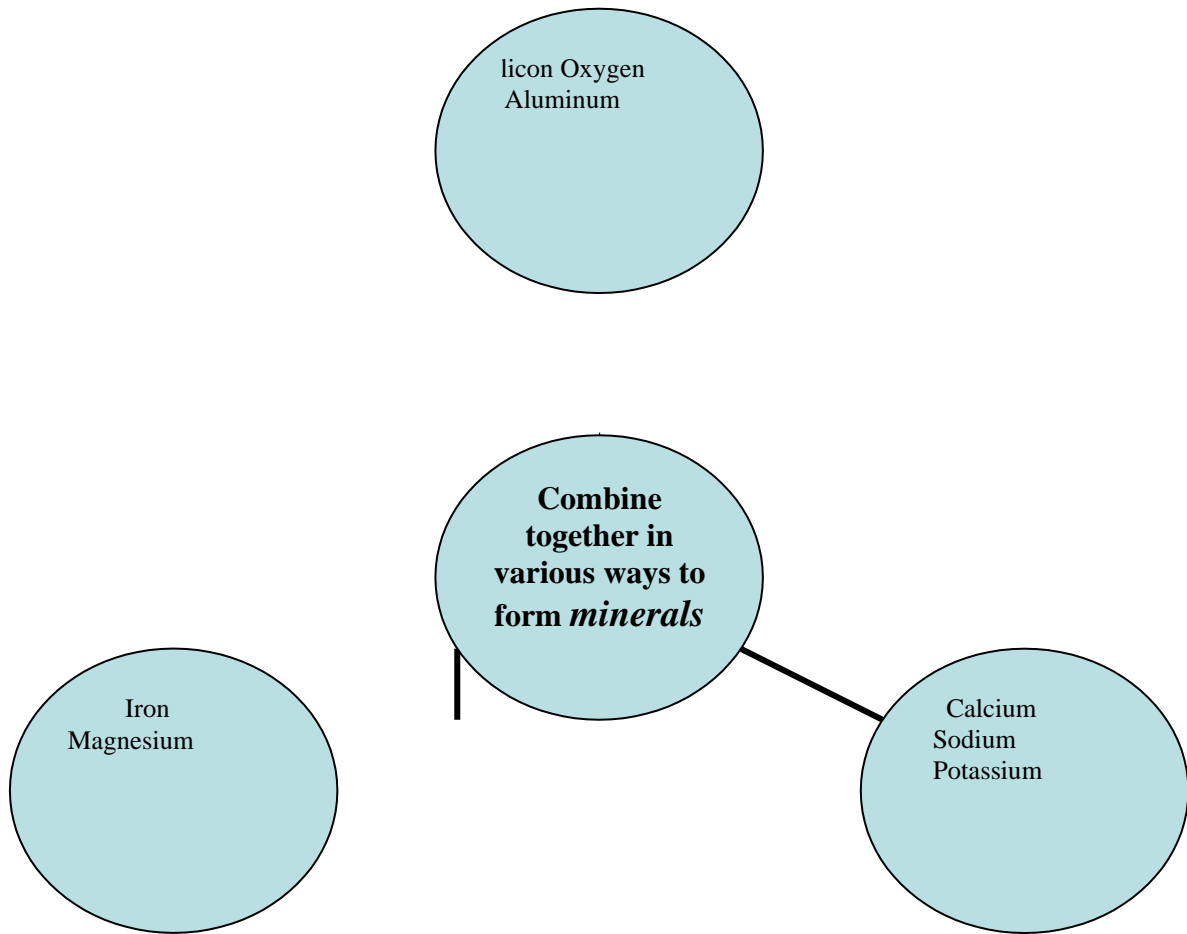 licon Oxygen
Aluminum
Combine
together in
various ways to
form minerals
Iron
Magnesium
Calcium
Sodium
Potassium